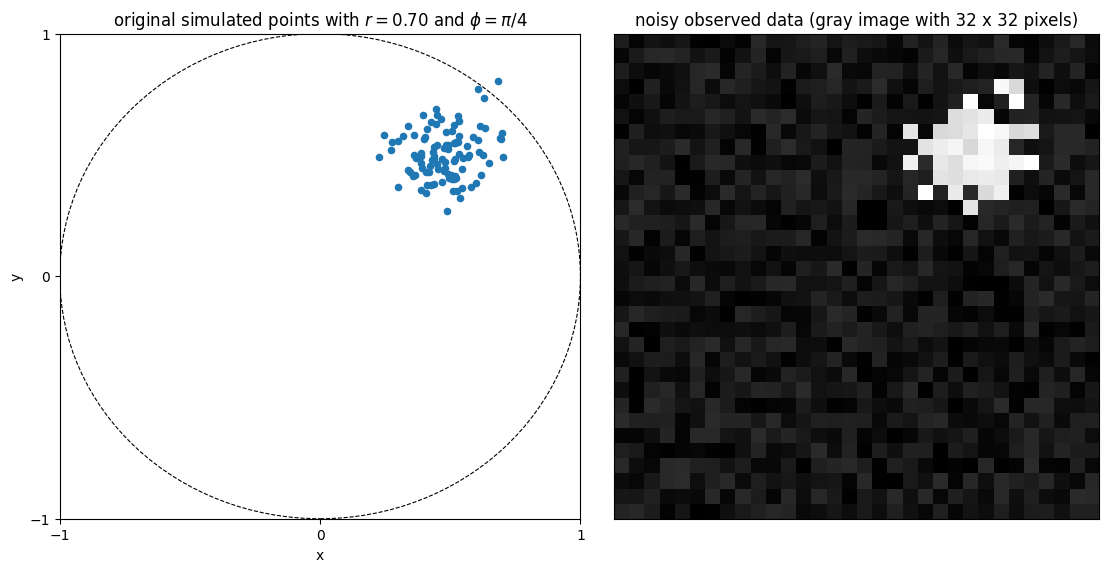 original simulated points with r = 0.70 and ϕ = π/4
1
0
−1
y
−1
0
1
x
noisy observed data (gray image with 32 x 32 pixels)